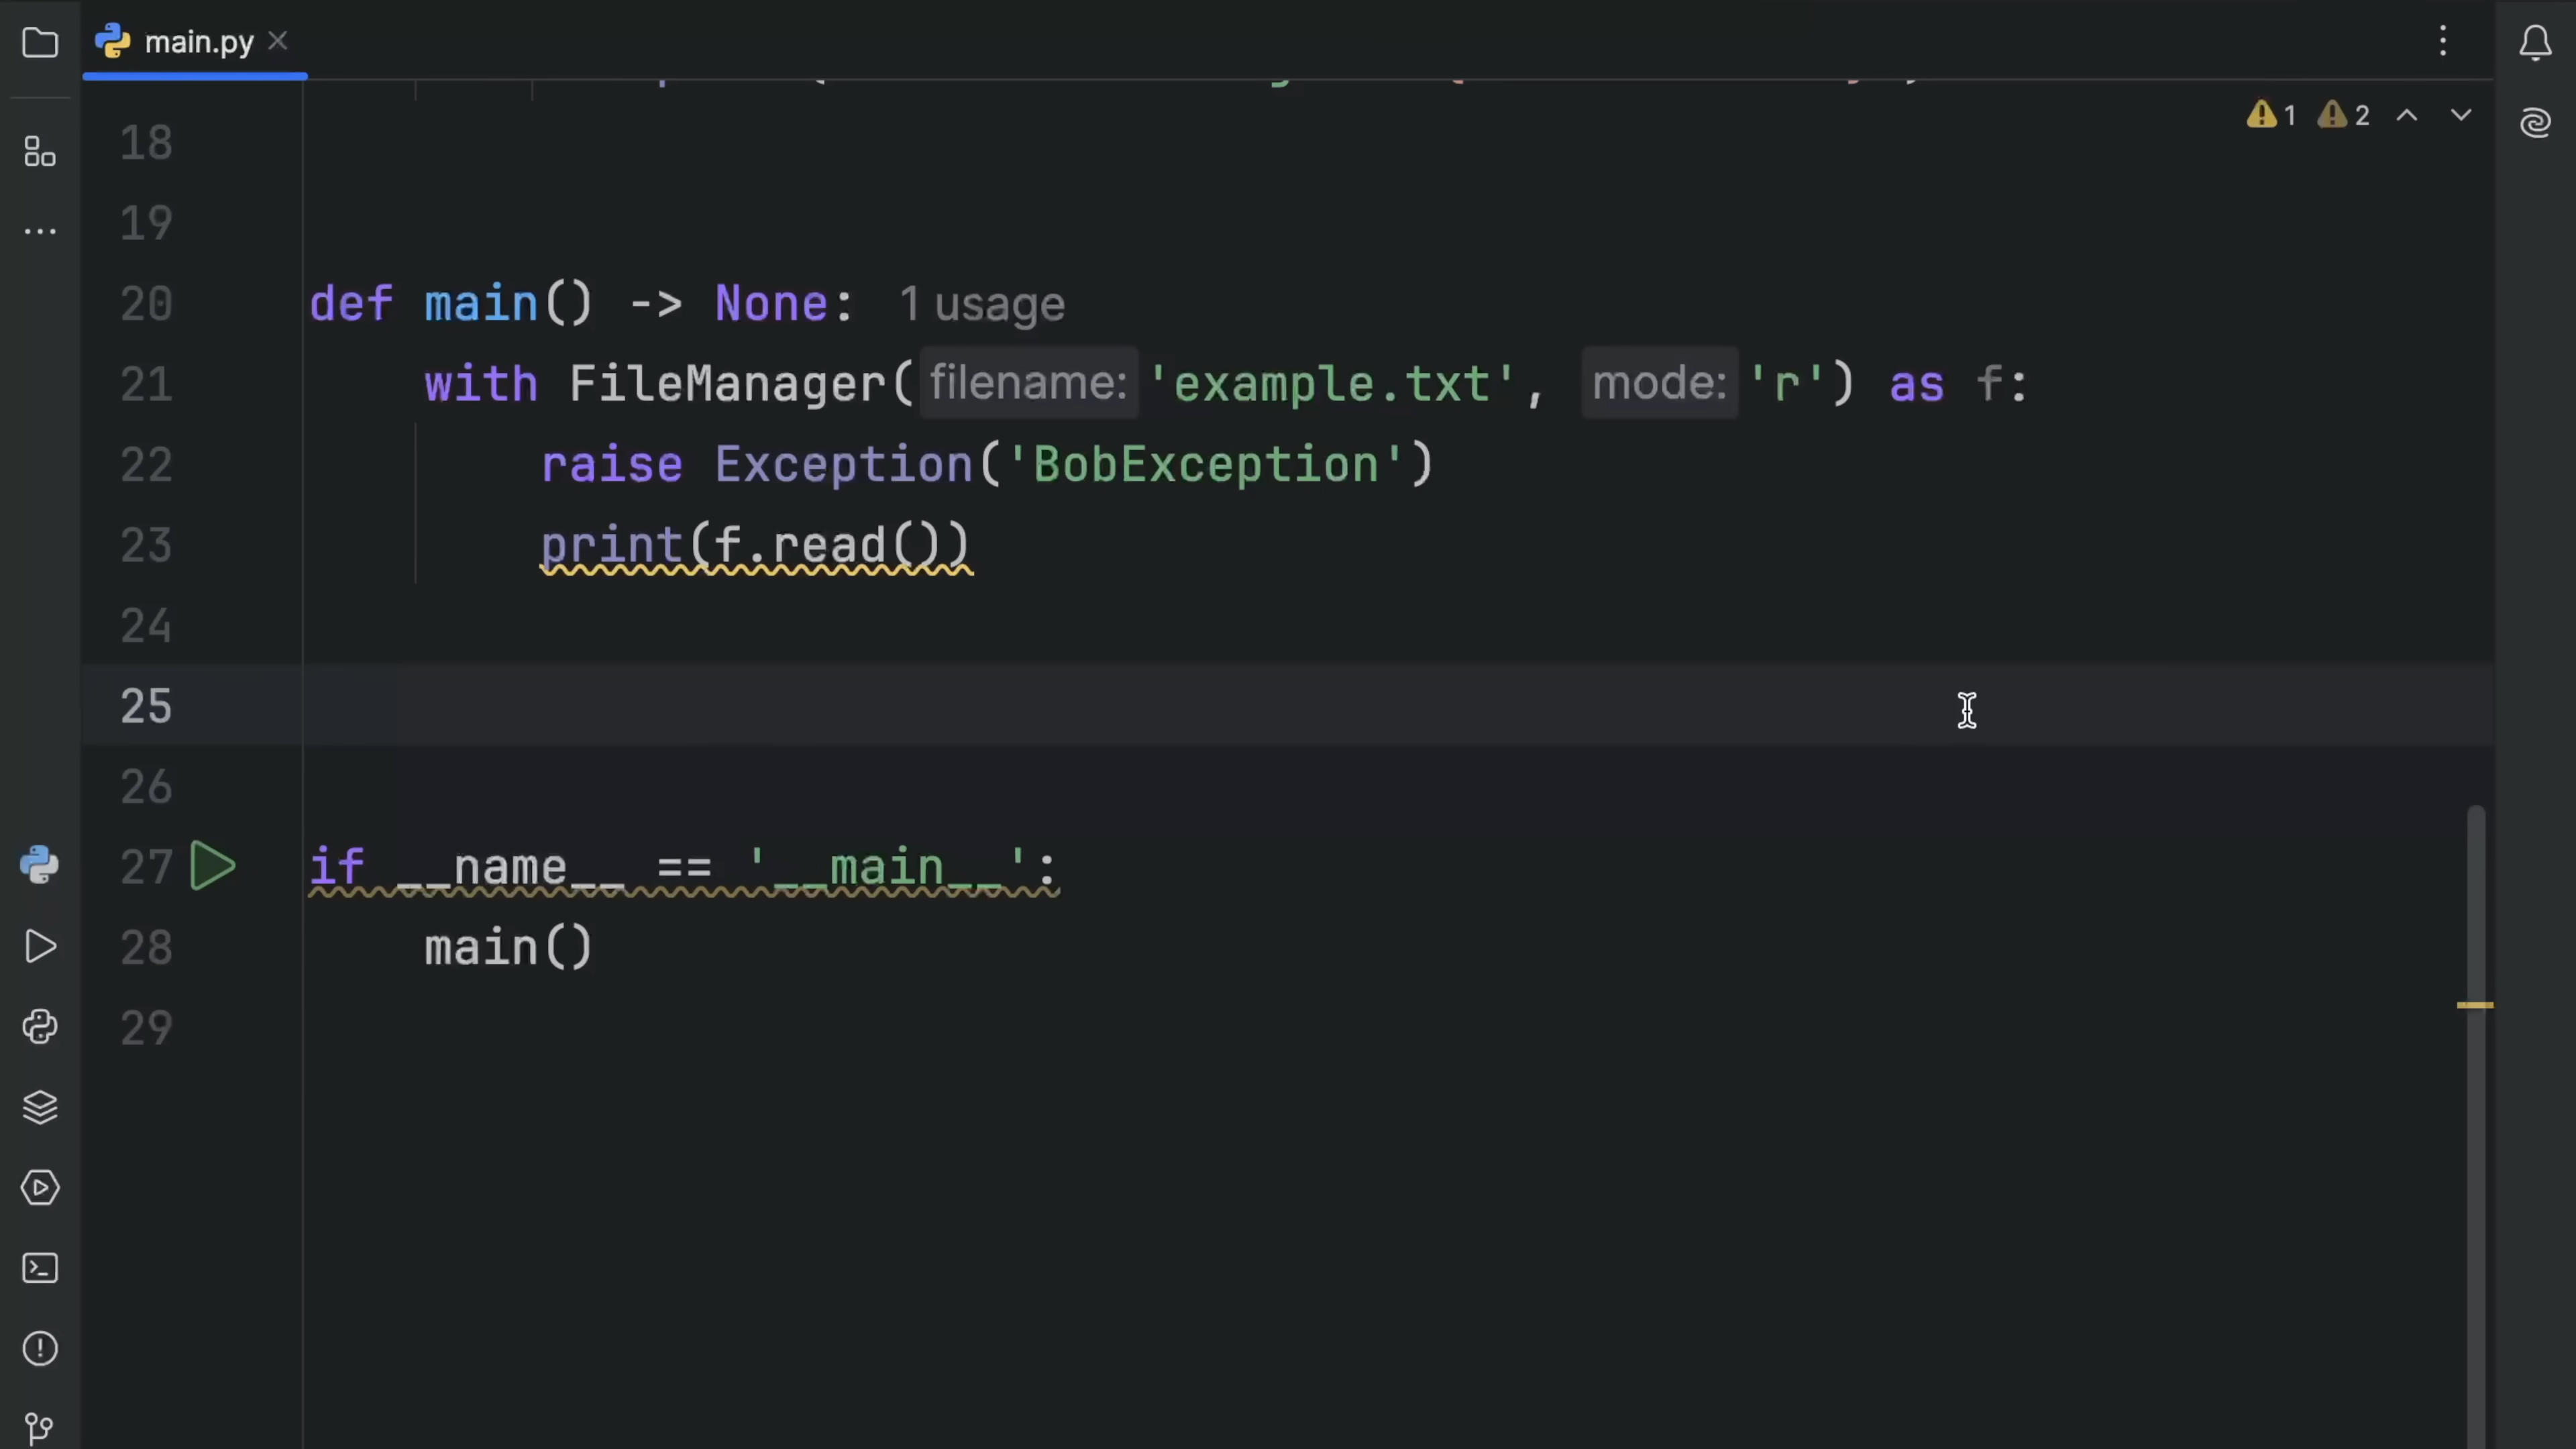 main.py
1 2
18
19
20 def main() -> None: 1 usage
21 with FileManager( filename: 'example.txt', mode: 'r') as f:
22 raise Exception('BobException')
23 print(f.read())
24
25
26
27 if __name__ == '__main__':
28 main()
29